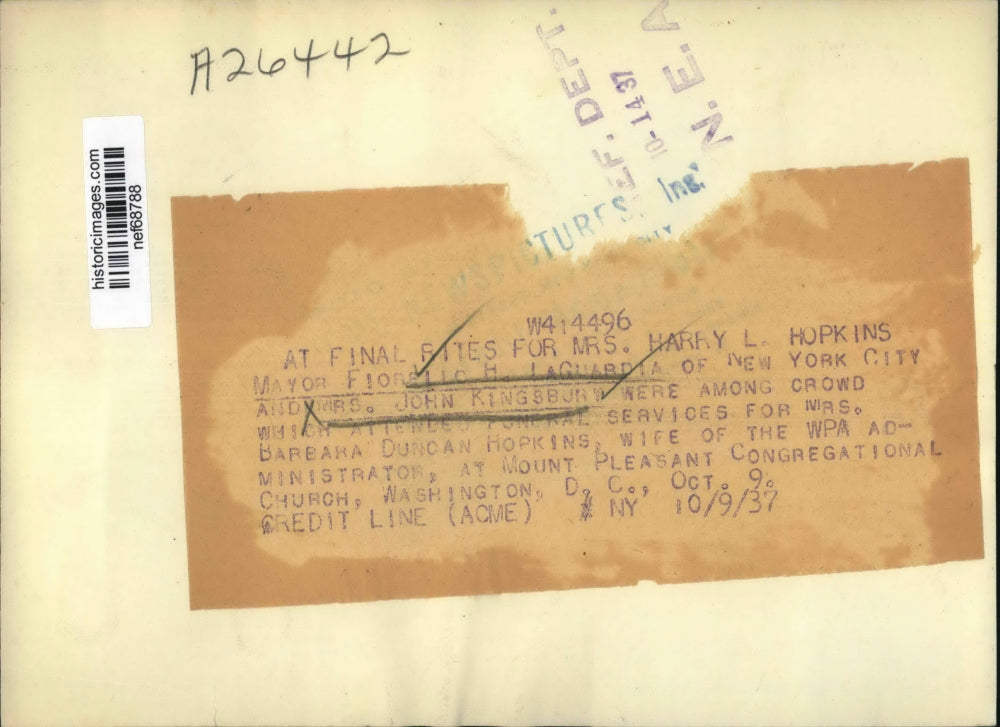 A26442
EF. DEPT.
10-14 37
N. E. A
historicimages.com
nef68788
Inc.
W414496
AT FINAL RITES FOR MRS. HARRY L. HOPKINS
MAYOR FIORELLO H. LAGUARDIA OF NEW YORK CITY
AND MRS. JOHN KINGSBURY WERE AMONG CROWD
WHICH ATTENDED FUNERAL SERVICES FOR MRS.
BARBARA DUNCAN HOPKINS, WIFE OF THE WPA AD-
MINISTRATOR, AT MOUNT PLEASANT CONGREGATIONAL
CHURCH, WASHINGTON, D. C., OCT. 9.
CREDIT LINE (ACME) NY 10/9/37